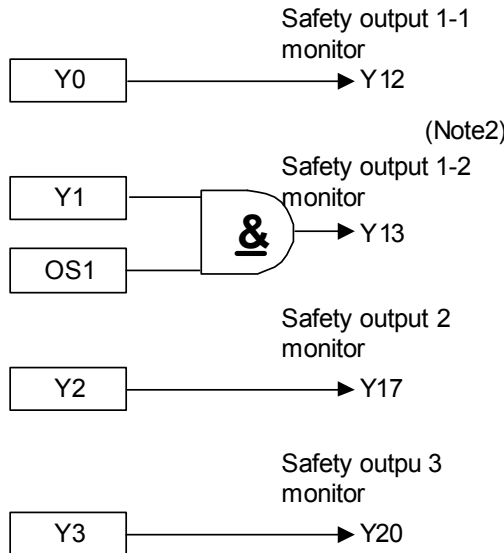 Safety output 1-1
monitor
Y0
Y12
(Note2)
Safety output 1-2
monitor
Y1
&
Y13
OS1
Safety output 2
monitor
Y2
Y17
Safety outpu 3
monitor
Y3
Y20